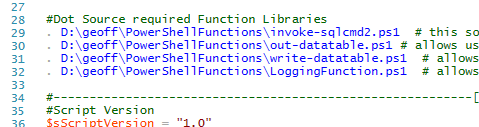 27
28 #Dot Source required Function Libraries
29 . D:\geoff\PowerShellFunctions\invoke-sqlcmd2.ps1 # this so
30 . D:\geoff\PowerShellFunctions\out-datatable.ps1 # allows us
31 . D:\geoff\PowerShellFunctions\write-datatable.ps1 # allows
32 . D:\geoff\PowerShellFunctions\LoggingFunction.ps1 # allows
33
34 #-----------------------------------------------------------[
35 #Script Version
36 $sScriptVersion = "1.0"